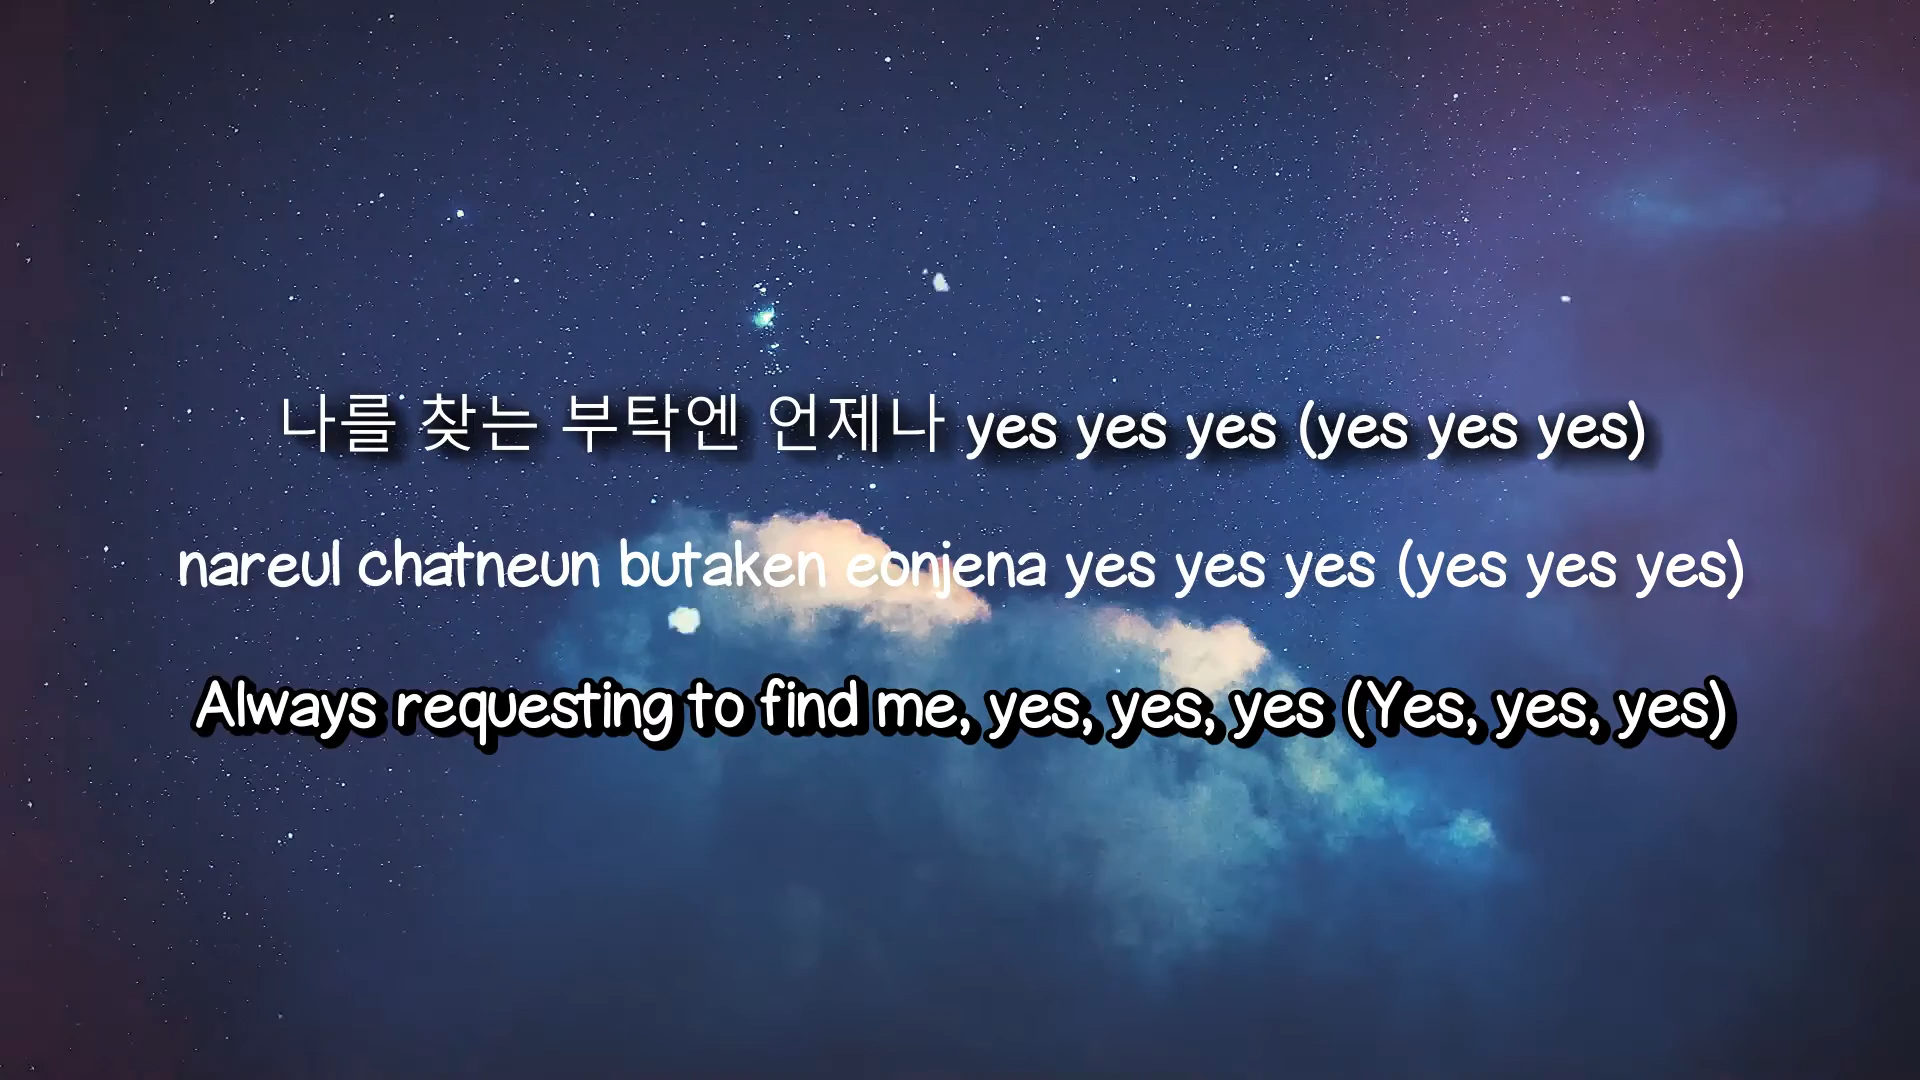 나를 찾는 부탁엔 언제나 yes yes yes (yes yes yes)
nareul chatneun butaken eonjena yes yes yes (yes yes yes)
Always requesting to find me, yes, yes, yes (Yes, yes, yes)